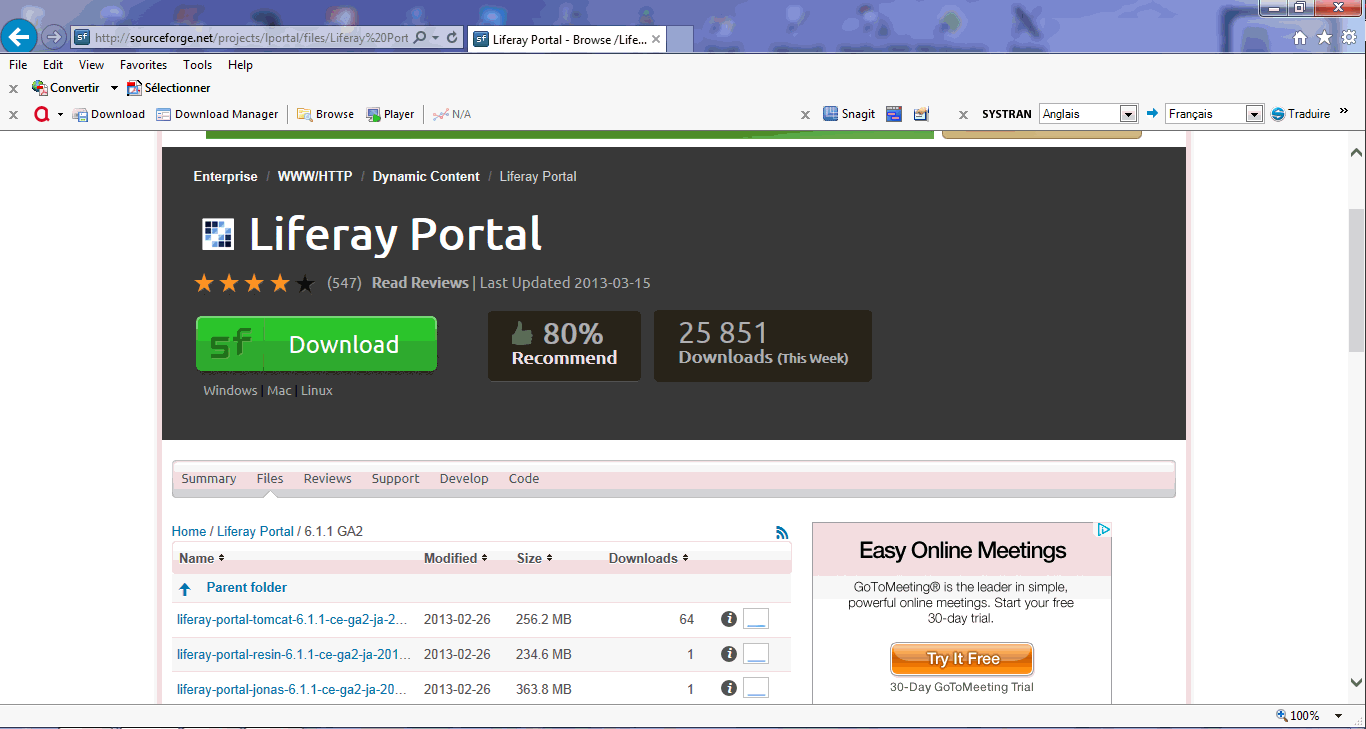 http://sourceforge.net/projects/lportal/files/Liferay%20Port
Liferay Portal - Browse /Life...
File Edit View Favorites Tools Help
x Convertir Sélectionner
x Download Download Manager Browse Player N/A x Snagit x SYSTRAN Anglais Français Traduire »
Enterprise / WWW/HTTP / Dynamic Content / Liferay Portal
Liferay Portal
(547) Read Reviews | Last Updated 2013-03-15
sf Download
80%
Recommend
25 851
Downloads (This Week)
Windows | Mac | Linux
Summary Files Reviews Support Develop Code
Home / Liferay Portal / 6.1.1 GA2
Name Modified Size Downloads
Parent folder
liferay-portal-tomcat-6.1.1-ce-ga2-ja-2... 2013-02-26 256.2 MB 64
liferay-portal-resin-6.1.1-ce-ga2-ja-201... 2013-02-26 234.6 MB 1
liferay-portal-jonas-6.1.1-ce-ga2-ja-20... 2013-02-26 363.8 MB 1
Easy Online Meetings
GoToMeeting® is the leader in simple,
powerful online meetings. Start your free
30-day trial.
Try It Free
30-Day GoToMeeting Trial
100%